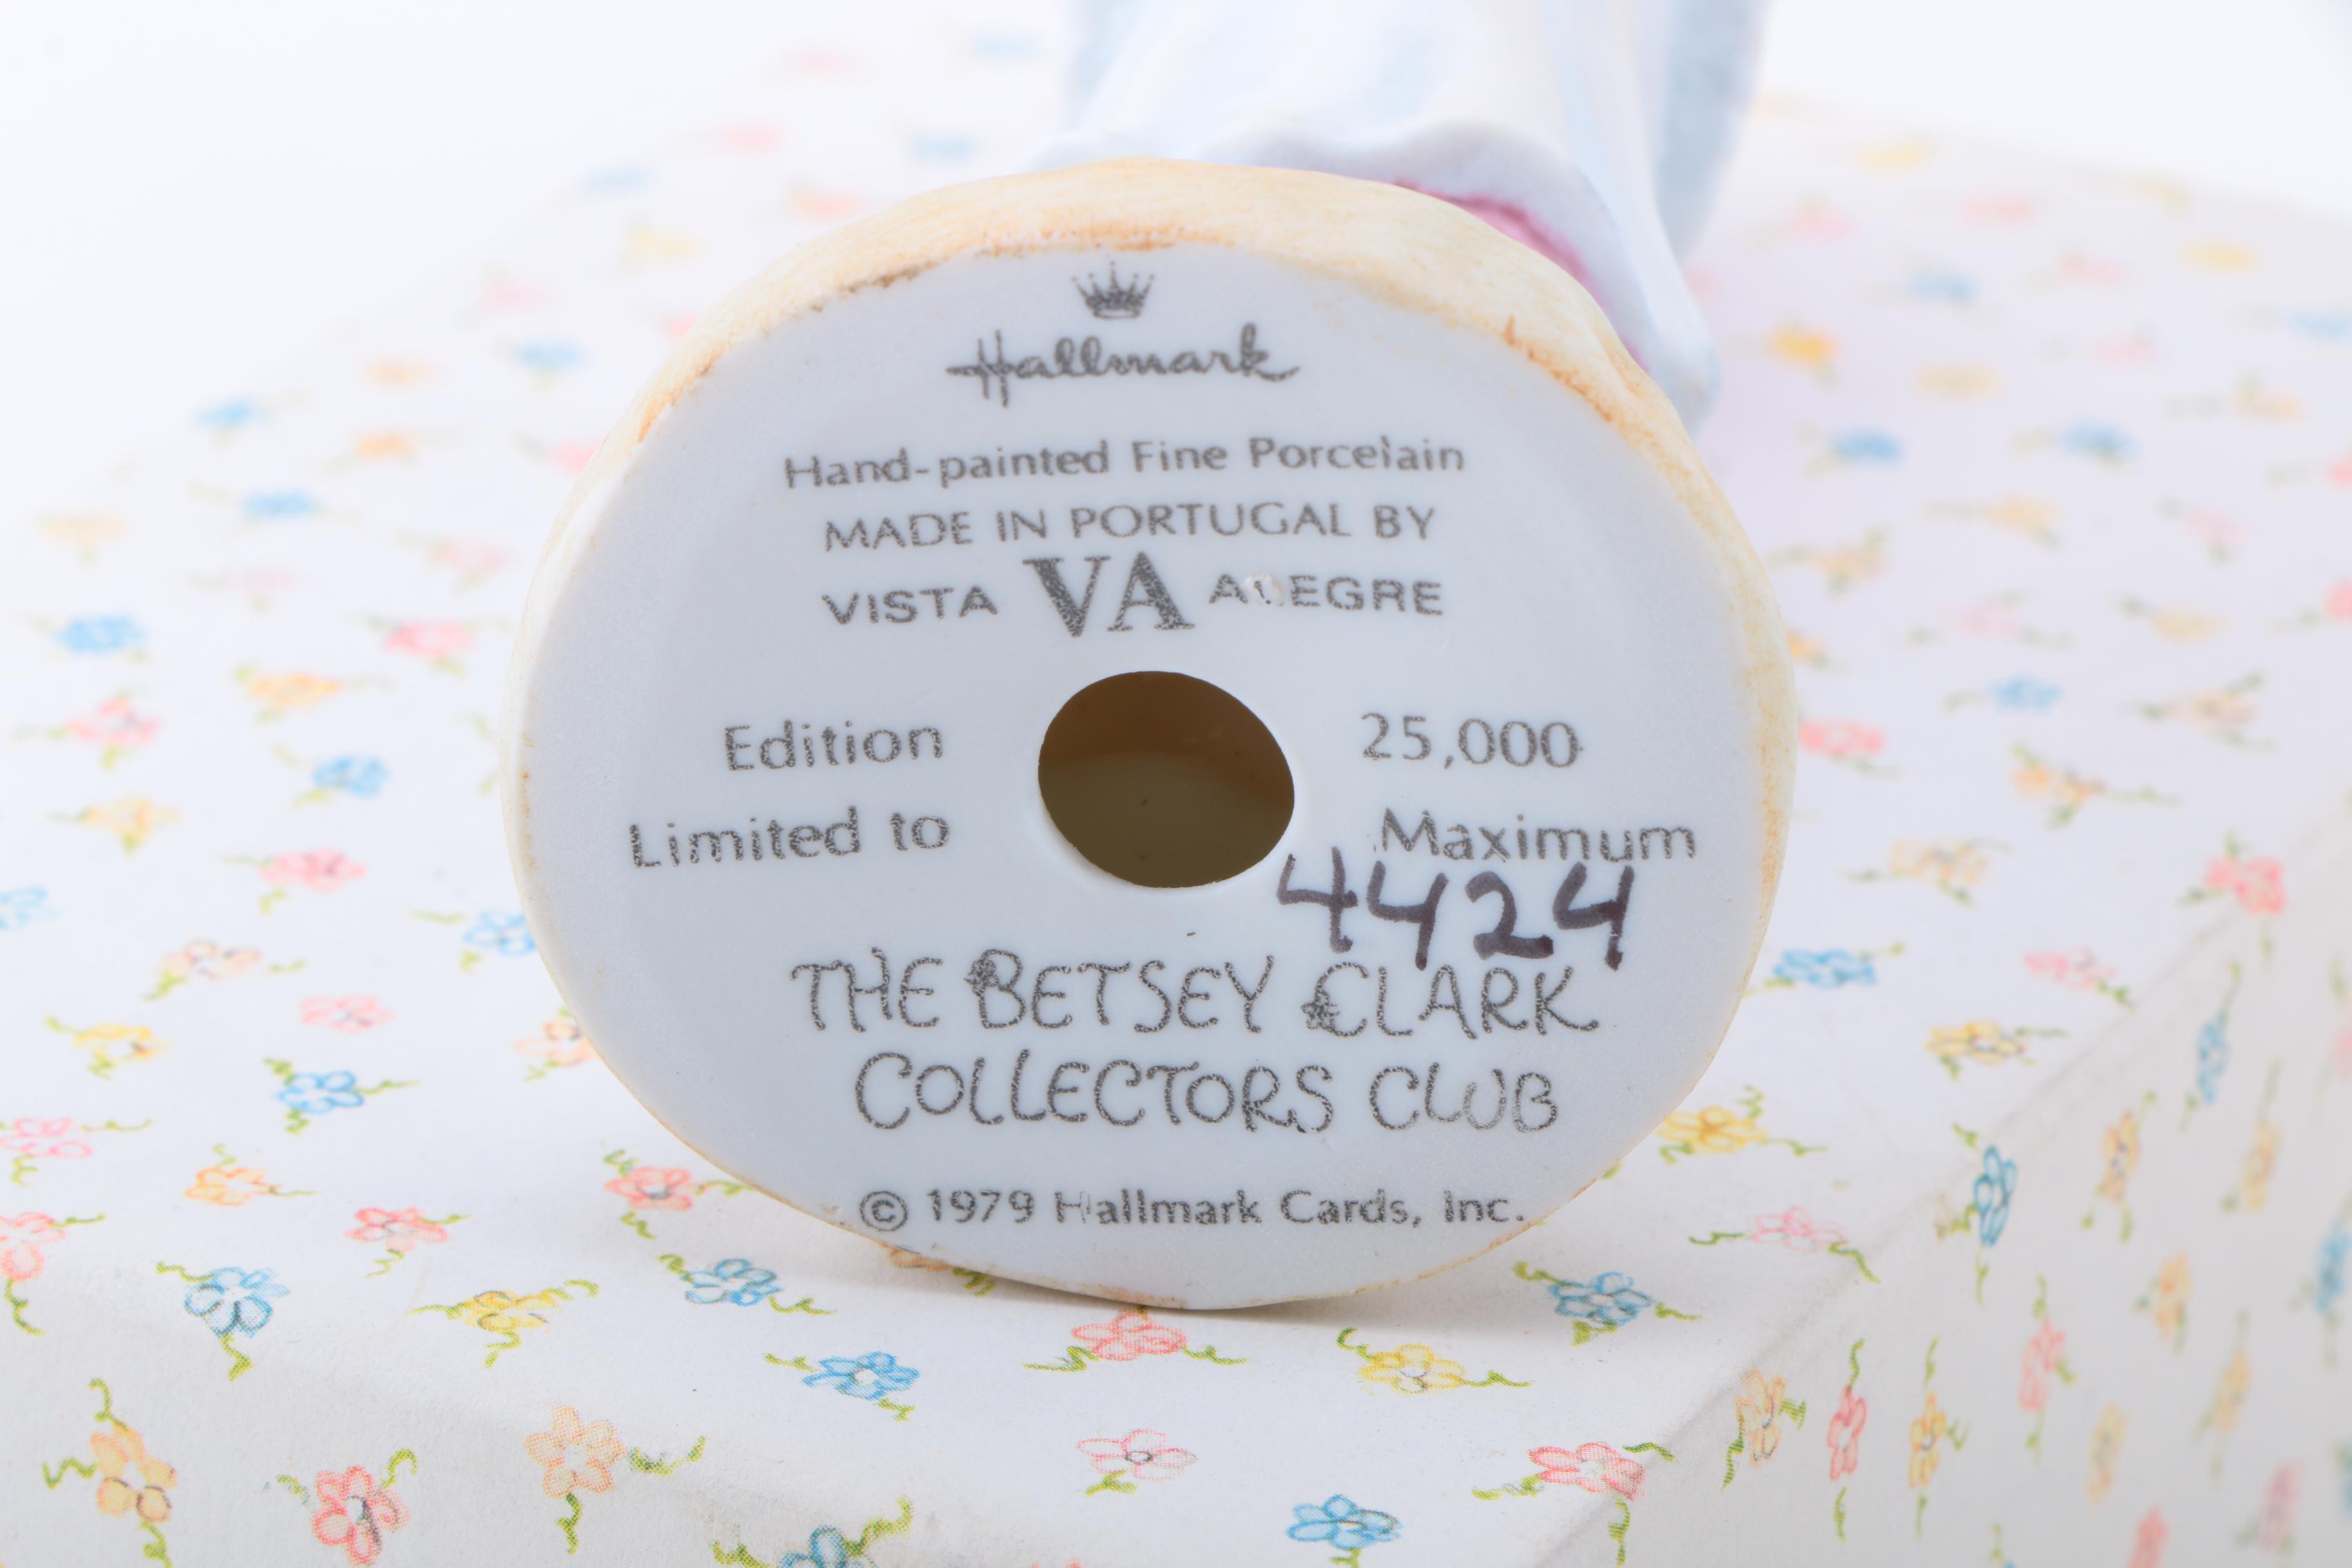 Hallmark
Hand-painted Fine Porcelain
MADE IN PORTUGAL BY
VISTA VA ALEGRE
Edition 25,000
Limited to Maximum
4424
THE BETSEY CLARK
COLLECTORS CLUB
© 1979 Hallmark Cards, Inc.